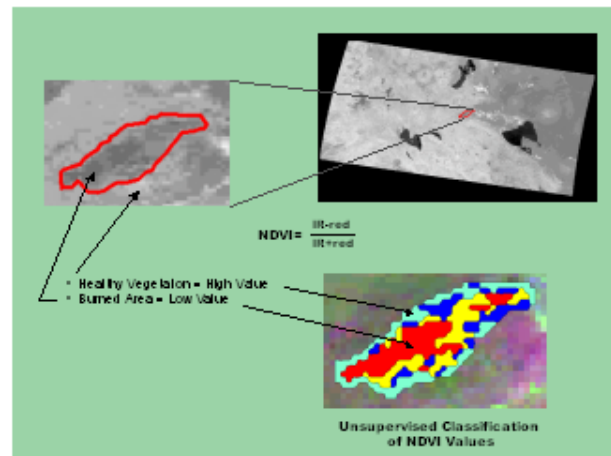 NDVI=
IR-red
IR+red
• Healthy Vegetation = High Value
• Burned Area = Low Value
Unsupervised Classification
of NDVI Values